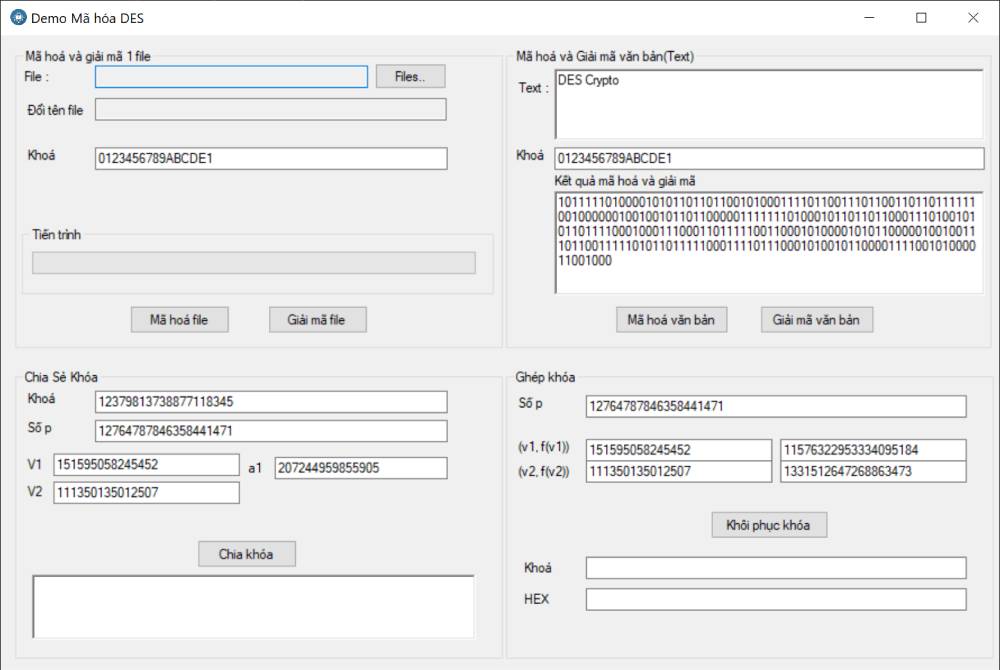 Demo Mã hóa DES
Mã hoá và giải mã 1 file
File :
Files..
Đổi tên file
Khoá
0123456789ABCDE1
Tiến trình
Mã hoá file
Giải mã file
Mã hoá và Giải mã văn bản(Text)
Text :
DES Crypto
Khoá
0123456789ABCDE1
Kết quả mã hoá và giải mã
Mã hoá văn bản
Giải mã văn bản
Chia Sẻ Khóa
Khoá
12379813738877118345
Số p
12764787846358441471
V1
151595058245452
a1
207244959855905
V2
111350135012507
Chia khóa
Ghép khóa
Số p
12764787846358441471
(v1, f(v1))
151595058245452
11576322953334095184
(v2, f(v2))
111350135012507
1331512647268863473
Khôi phục khóa
Khoá
HEX